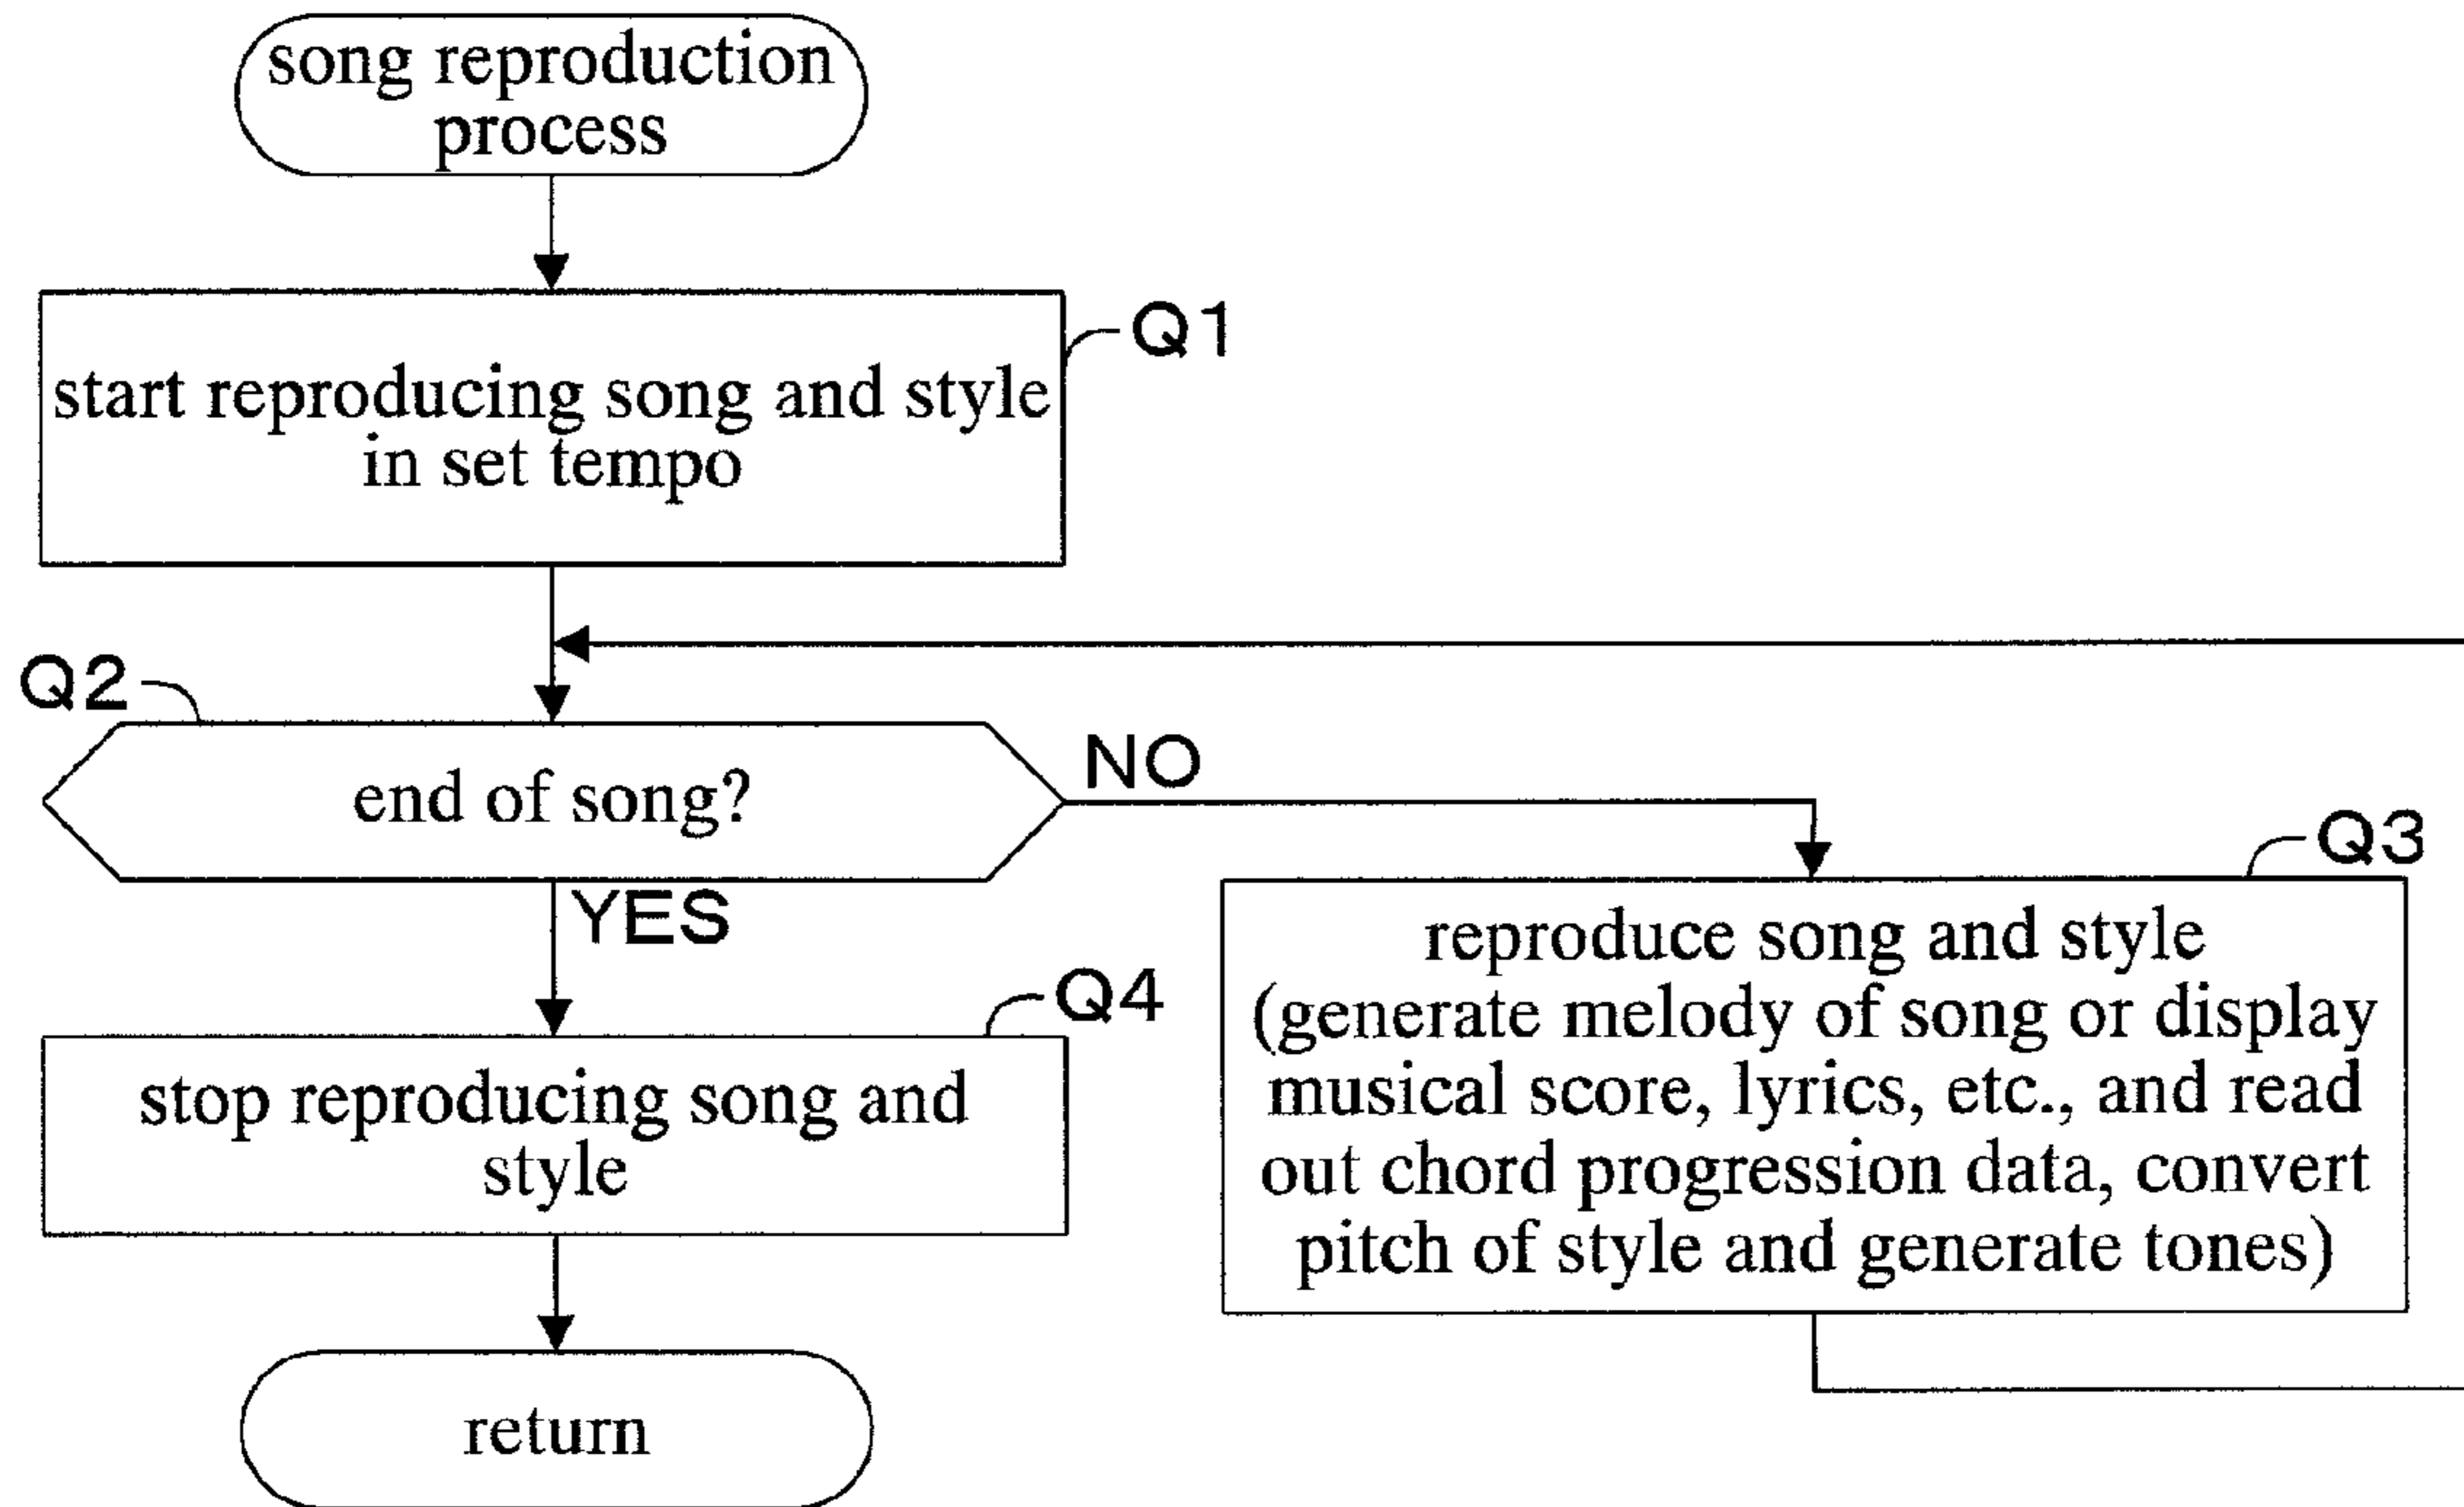 song reproduction
process
Q1
start reproducing song and style
in set tempo
Q2
end of song?
NO
YES
Q3
reproduce song and style
(generate melody of song or display
musical score, lyrics, etc., and read
out chord progression data, convert
pitch of style and generate tones)
Q4
stop reproducing song and
style
return